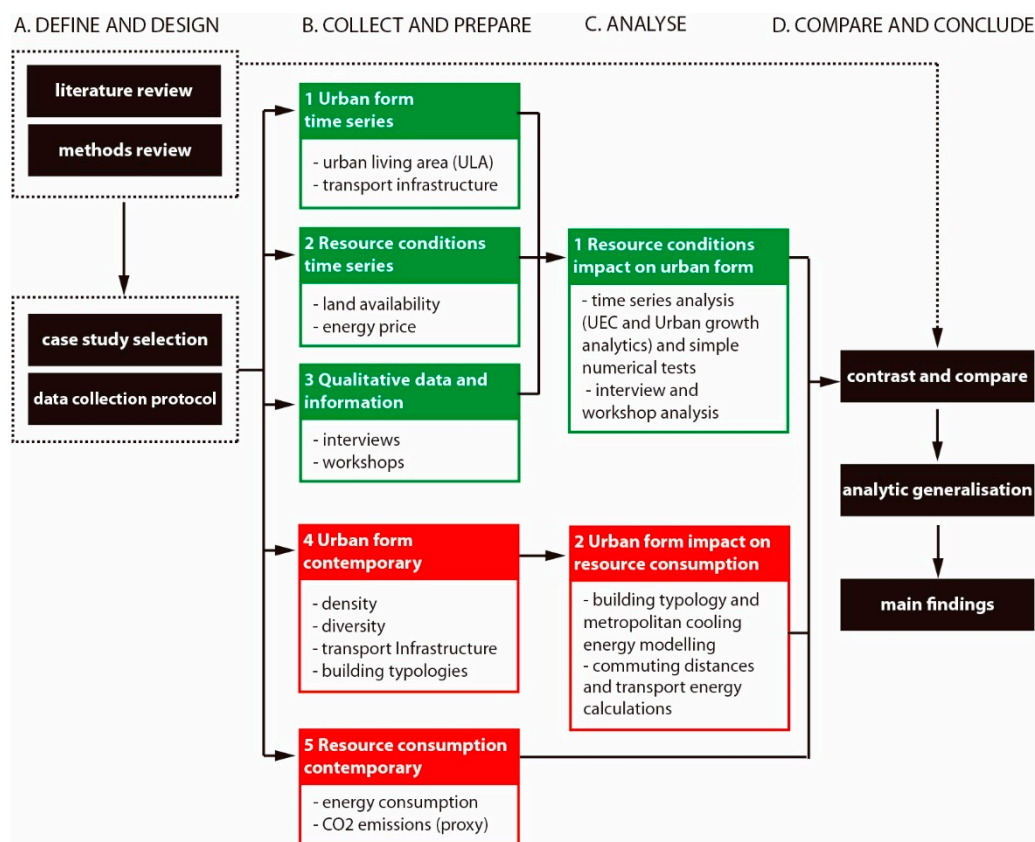 A. DEFINE AND DESIGN
B. COLLECT AND PREPARE
C. ANALYSE
D. COMPARE AND CONCLUDE
literature review
methods review
case study selection
data collection protocol
1 Urban form
time series
- urban living area (ULA)
- transport infrastructure
2 Resource conditions
time series
- land availability
- energy price
3 Qualitative data and
information
- interviews
- workshops
4 Urban form
contemporary
- density
- diversity
- transport Infrastructure
- building typologies
5 Resource consumption
contemporary
- energy consumption
- CO2 emissions (proxy)
1 Resource conditions
impact on urban form
- time series analysis
(UEC and Urban growth
analytics) and simple
numerical tests
- interview and
workshop analysis
2 Urban form impact on
resource consumption
- building typology and
metropolitan cooling
energy modelling
- commuting distances
and transport energy
calculations
contrast and compare
analytic generalisation
main findings